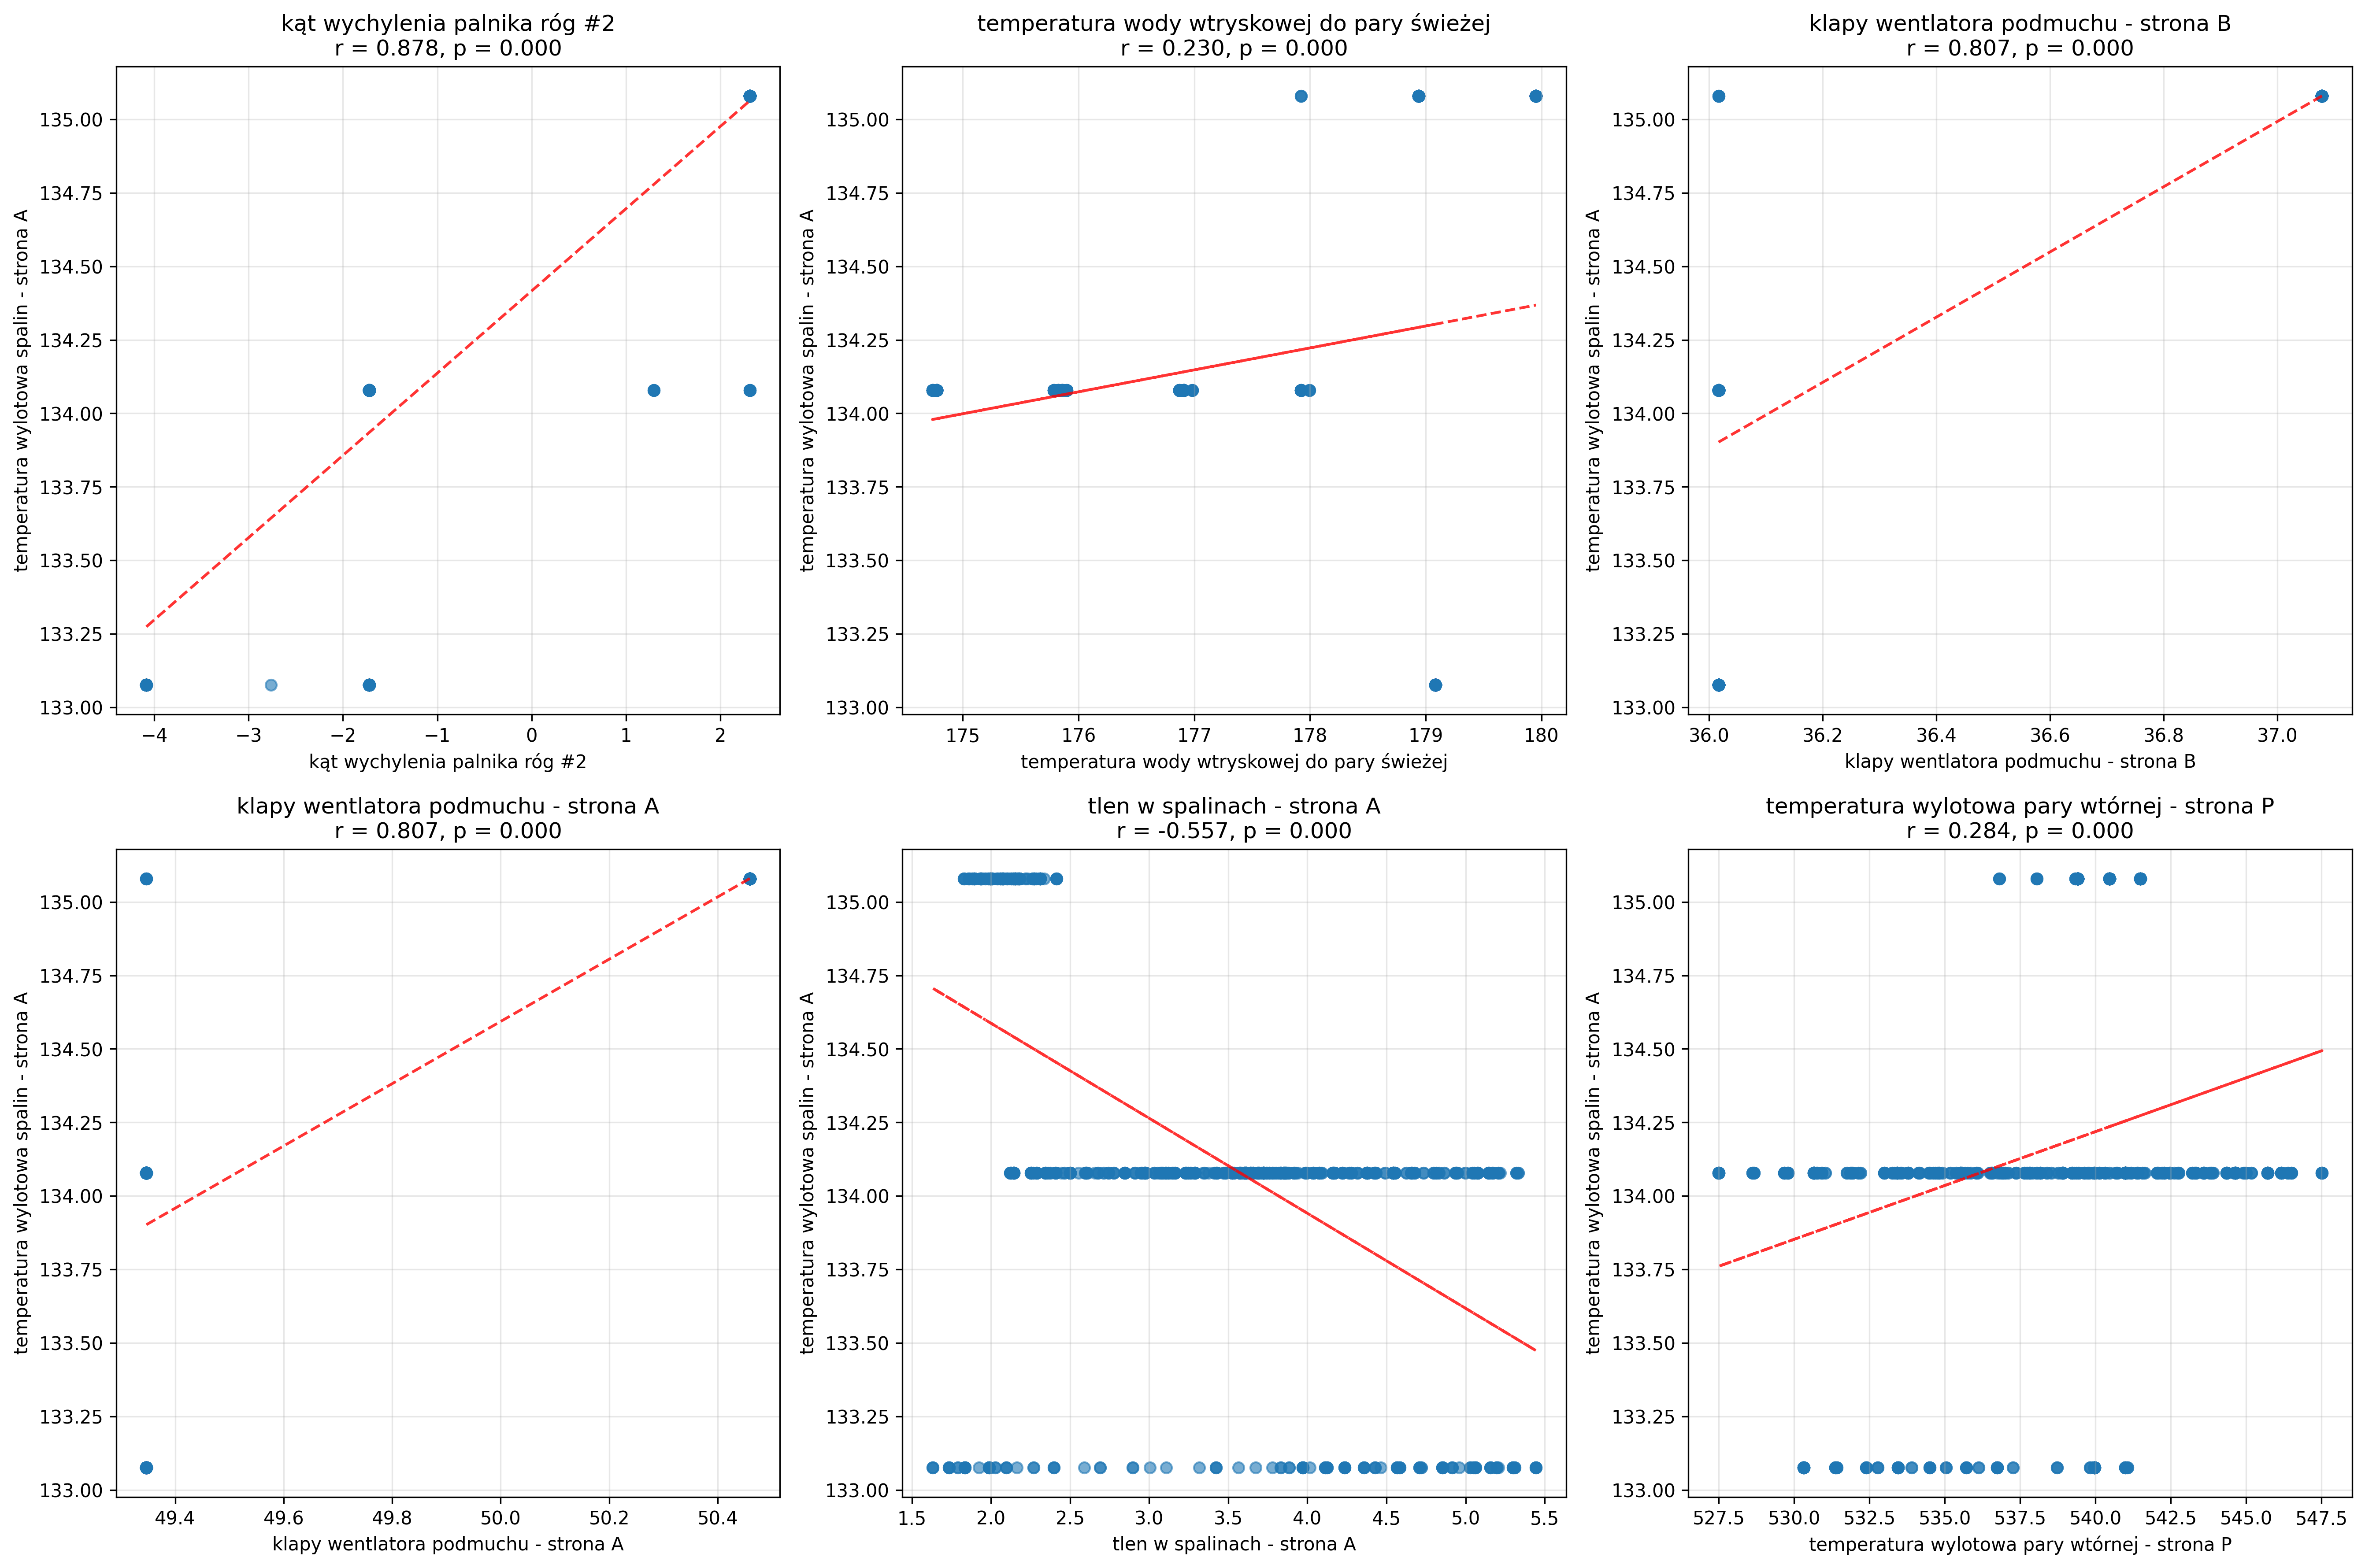 kąt wychylenia palnika róg #2
r = 0.878, p = 0.000
temperatura wylotowa spalin - strona A
135.00
134.75
134.50
134.25
134.00
133.75
133.50
133.25
133.00
−4 −3 −2 −1 0 1 2
kąt wychylenia palnika róg #2
temperatura wody wtryskowej do pary świeżej
r = 0.230, p = 0.000
temperatura wylotowa spalin - strona A
135.00
134.75
134.50
134.25
134.00
133.75
133.50
133.25
133.00
175 176 177 178 179 180
temperatura wody wtryskowej do pary świeżej
klapy wentlatora podmuchu - strona B
r = 0.807, p = 0.000
temperatura wylotowa spalin - strona A
135.00
134.75
134.50
134.25
134.00
133.75
133.50
133.25
133.00
36.0 36.2 36.4 36.6 36.8 37.0
klapy wentlatora podmuchu - strona B
klapy wentlatora podmuchu - strona A
r = 0.807, p = 0.000
temperatura wylotowa spalin - strona A
135.00
134.75
134.50
134.25
134.00
133.75
133.50
133.25
133.00
49.4 49.6 49.8 50.0 50.2 50.4
klapy wentlatora podmuchu - strona A
tlen w spalinach - strona A
r = -0.557, p = 0.000
temperatura wylotowa spalin - strona A
135.00
134.75
134.50
134.25
134.00
133.75
133.50
133.25
133.00
1.5 2.0 2.5 3.0 3.5 4.0 4.5 5.0 5.5
tlen w spalinach - strona A
temperatura wylotowa pary wtórnej - strona P
r = 0.284, p = 0.000
temperatura wylotowa spalin - strona A
135.00
134.75
134.50
134.25
134.00
133.75
133.50
133.25
133.00
527.5 530.0 532.5 535.0 537.5 540.0 542.5 545.0 547.5
temperatura wylotowa pary wtórnej - strona P